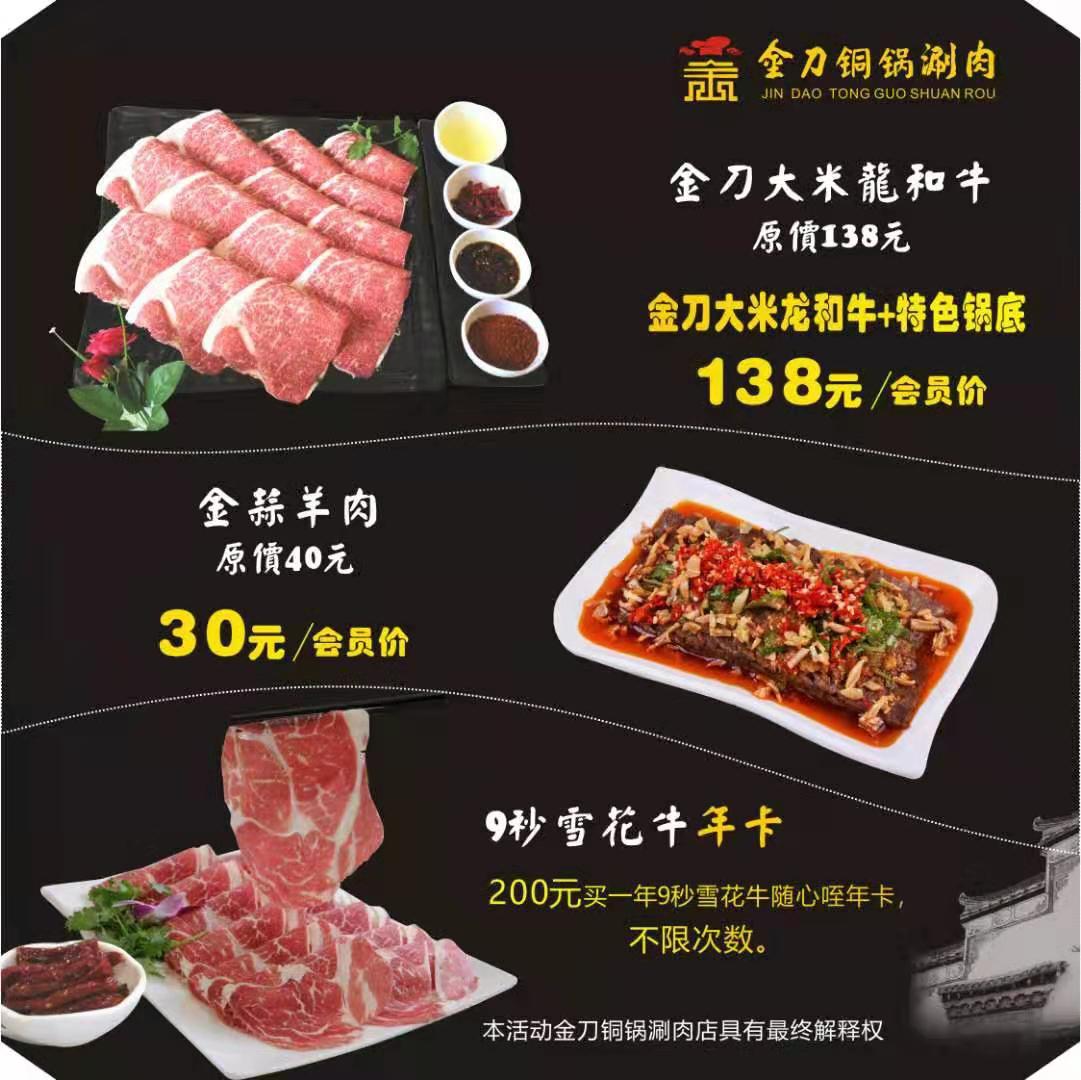 金刀铜锅涮肉
JIN DAO TONG GUO SHUAN ROU
金刀大米龍和牛
原價138元
金刀大米龙和牛+特色锅底
138元/会员价
金蒜羊肉
原價40元
30元/会员价
9秒雪花牛年卡
200元买一年9秒雪花牛随心咥年卡，
不限次数。
本活动金刀铜锅涮肉店具有最终解释权